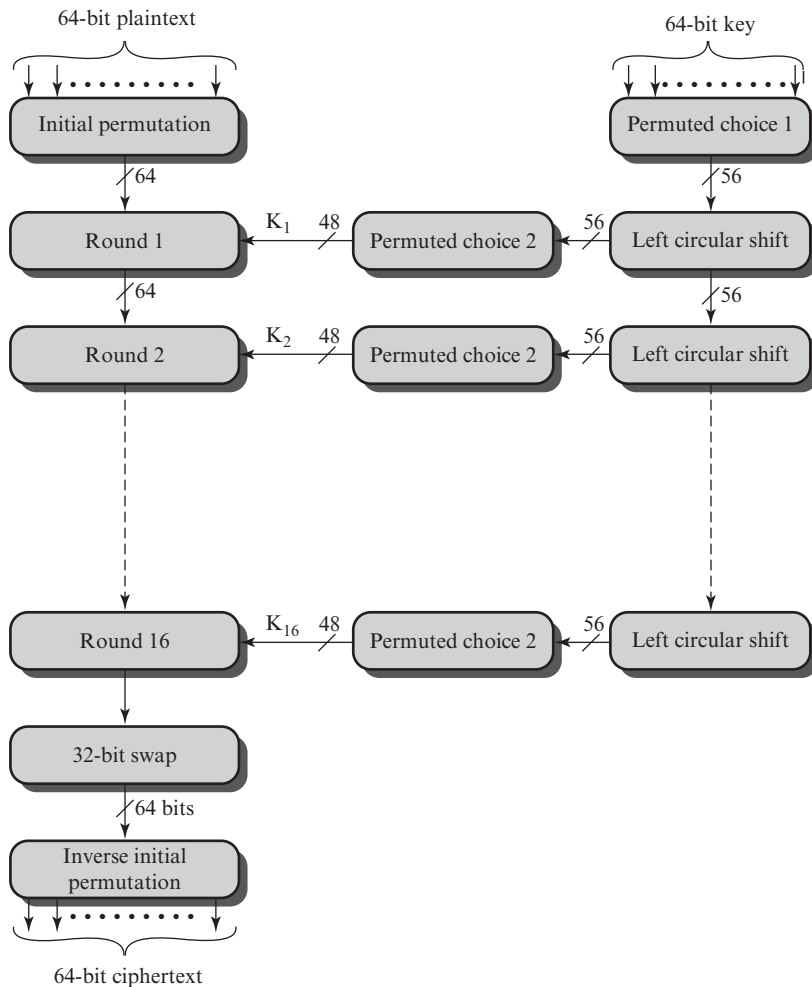 64-bit plaintext
64-bit key
Initial permutation
Permuted choice 1
64
56
Round 1
K1
48
Permuted choice 2
56
Left circular shift
64
56
Round 2
K2
48
Permuted choice 2
56
Left circular shift
Round 16
K16
48
Permuted choice 2
56
Left circular shift
32-bit swap
64 bits
Inverse initial
permutation
64-bit ciphertext